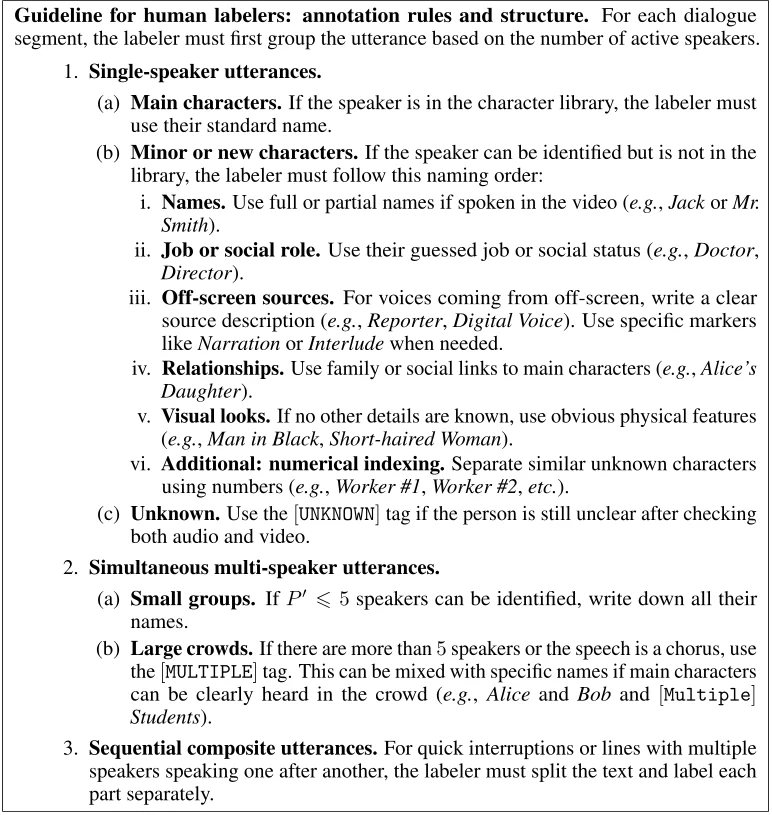 Guideline for human labelers: annotation rules and structure. For each dialogue
segment, the labeler must first group the utterance based on the number of active speakers.
1. Single-speaker utterances.
(a) Main characters. If the speaker is in the character library, the labeler must
use their standard name.
(b) Minor or new characters. If the speaker can be identified but is not in the
library, the labeler must follow this naming order:
i. Names. Use full or partial names if spoken in the video (e.g., Jack or Mr.
Smith).
ii. Job or social role. Use their guessed job or social status (e.g., Doctor,
Director).
iii. Off-screen sources. For voices coming from off-screen, write a clear
source description (e.g., Reporter, Digital Voice). Use specific markers
like Narration or Interlude when needed.
iv. Relationships. Use family or social links to main characters (e.g., Alice's
Daughter).
v. Visual looks. If no other details are known, use obvious physical features
(e.g., Man in Black, Short-haired Woman).
vi. Additional: numerical indexing. Separate similar unknown characters
using numbers (e.g., Worker #1, Worker #2, etc.).
(c) Unknown. Use the [UNKNOWN] tag if the person is still unclear after checking
both audio and video.
2. Simultaneous multi-speaker utterances.
(a) Small groups. If P′ ⩽ 5 speakers can be identified, write down all their
names.
(b) Large crowds. If there are more than 5 speakers or the speech is a chorus, use
the [MULTIPLE] tag. This can be mixed with specific names if main characters
can be clearly heard in the crowd (e.g., Alice and Bob and [Multiple]
Students).
3. Sequential composite utterances. For quick interruptions or lines with multiple
speakers speaking one after another, the labeler must split the text and label each
part separately.